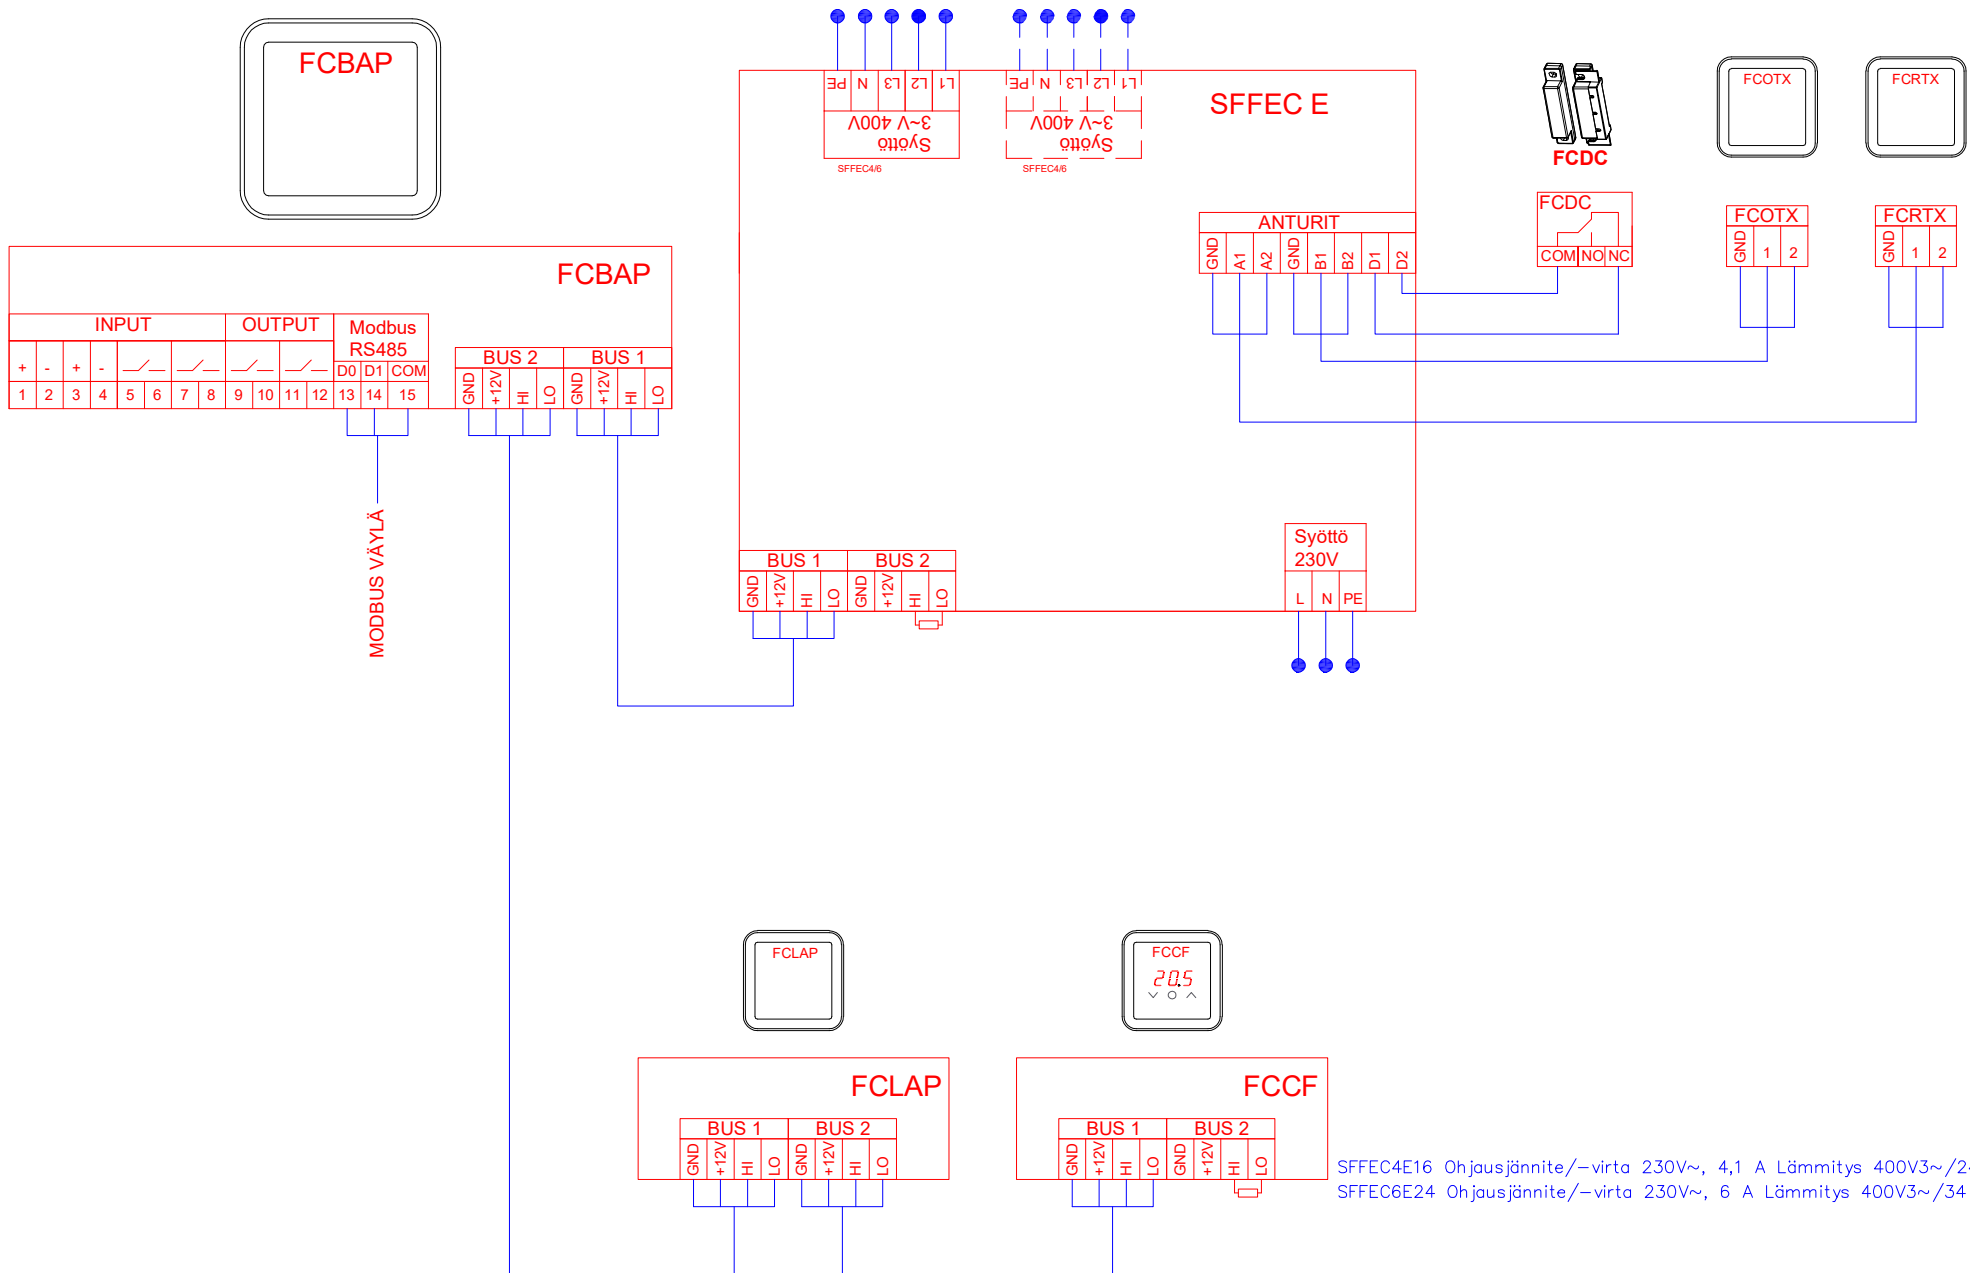 FCBAP
PE N L3 L2 L1
Syöttö
3~V 400V
SFFEC4/6
PE N L3 L2 L1
Syöttö
3~V 400V
SFFEC4/6
SFFEC E
FCDC
FCOTX
FCRTX
ANTURIT
GND A1 A2 GND B1 B2 D1 D2
FCDC
COM NO NC
FCOTX
GND 1 2
FCRTX
GND 1 2
FCBAP
INPUT OUTPUT Modbus
RS485
+ - + - D0 D1 COM
1 2 3 4 5 6 7 8 9 10 11 12 13 14 15
BUS 2 BUS 1
GND +12V HI LO GND +12V HI LO
MODBUS VÄYLÄ
BUS 1 BUS 2
GND +12V HI LO GND +12V HI LO
Syöttö
230V
L N PE
FCLAP
FCCF
20.5
FCLAP
BUS 1 BUS 2
GND +12V HI LO GND +12V HI LO
FCCF
BUS 1 BUS 2
GND +12V HI LO GND +12V HI LO
SFFEC4E16 Ohjausjännite/-virta 230V~, 4,1 A Lämmitys 400V3~/2
SFFEC6E24 Ohjausjännite/-virta 230V~, 6 A Lämmitys 400V3~/34